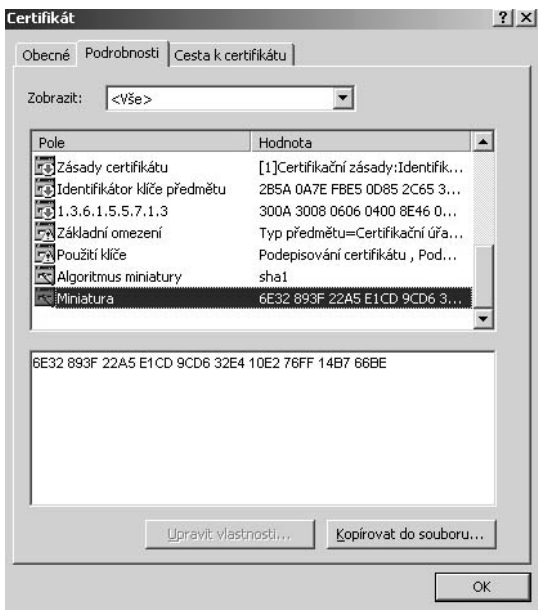 Certifikát
Obecné Podrobnosti Cesta k certifikátu
Zobrazit: <Vše>
Pole Hodnota
Zásady certifikátu [1]Certifikační zásady:Identifik...
Identifikátor klíče předmětu 2B5A 0A7E FBE5 0D85 2C65 3...
1.3.6.1.5.5.7.1.3 300A 3008 0606 0400 8E46 0...
Základní omezení Typ předmětu=Certifikační úřa...
Použití klíče Podepisování certifikátu , Pod...
Algoritmus miniatury sha1
Miniatura 6E32 893F 22A5 E1CD 9CD6 3...
6E32 893F 22A5 E1CD 9CD6 32E4 10E2 76FF 14B7 66BE
Upravit vlastnosti... Kopírovat do souboru...
OK